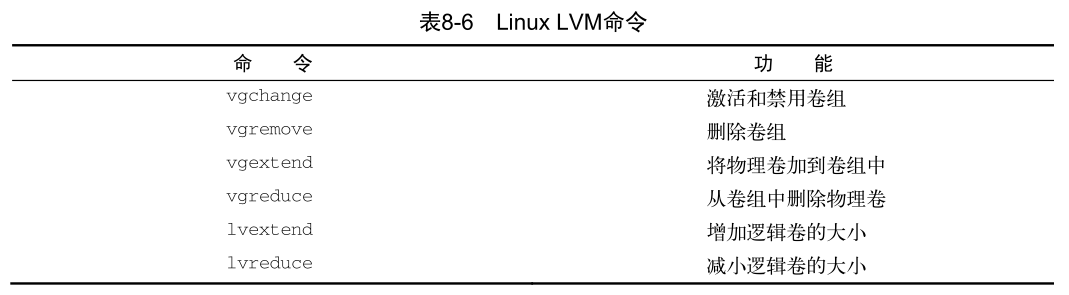 表8-6 Linux LVM命令
命 令 功 能
vgchange 激活和禁用卷组
vgremove 删除卷组
vgextend 将物理卷加到卷组中
vgreduce 从卷组中删除物理卷
lvextend 增加逻辑卷的大小
lvreduce 减小逻辑卷的大小